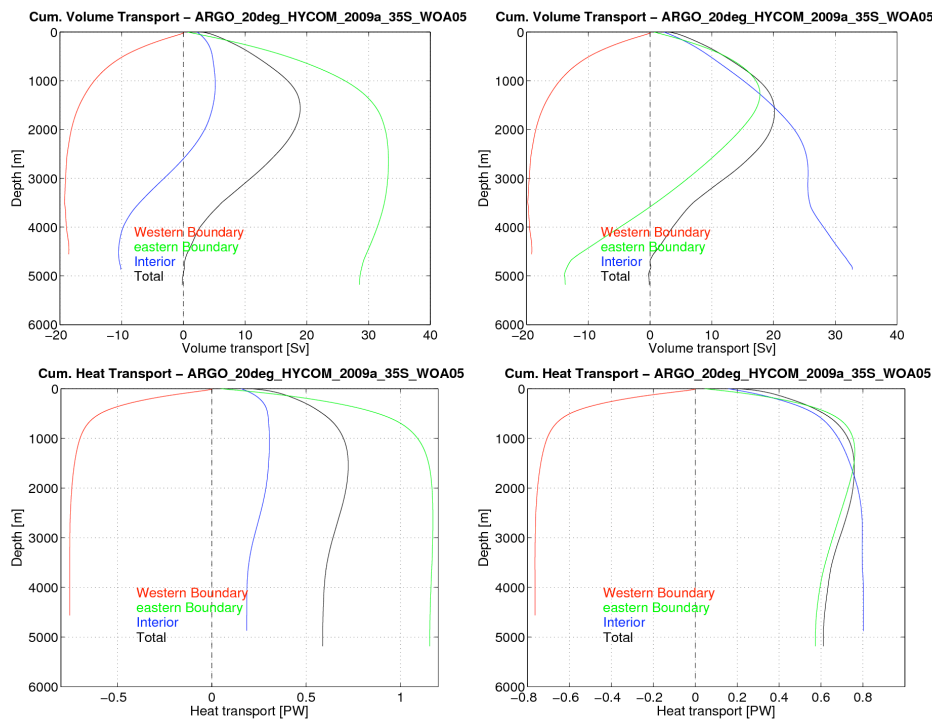 Cum. Volume Transport – ARGO_20deg_HYCOM_2009a_35S_WOA05
0
1000
2000
3000
4000
5000
6000
Depth [m]
Western Boundary
eastern Boundary
Interior
Total
−20 −10 0 10 20 30 40
Volume transport [Sv]
Cum. Volume Transport – ARGO_20deg_HYCOM_2009a_35S_WOA05
0
1000
2000
3000
4000
5000
6000
Depth [m]
Western Boundary
eastern Boundary
Interior
Total
−20 −10 0 10 20 30 40
Volume transport [Sv]
Cum. Heat Transport – ARGO_20deg_HYCOM_2009a_35S_WOA05
0
1000
2000
3000
4000
5000
6000
Depth [m]
Western Boundary
eastern Boundary
Interior
Total
−0.5 0 0.5 1
Heat transport [PW]
Cum. Heat Transport – ARGO_20deg_HYCOM_2009a_35S_WOA05
0
1000
2000
3000
4000
5000
6000
Depth [m]
Western Boundary
eastern Boundary
Interior
Total
−0.8 −0.6 −0.4 −0.2 0 0.2 0.4 0.6 0.8
Heat transport [PW]